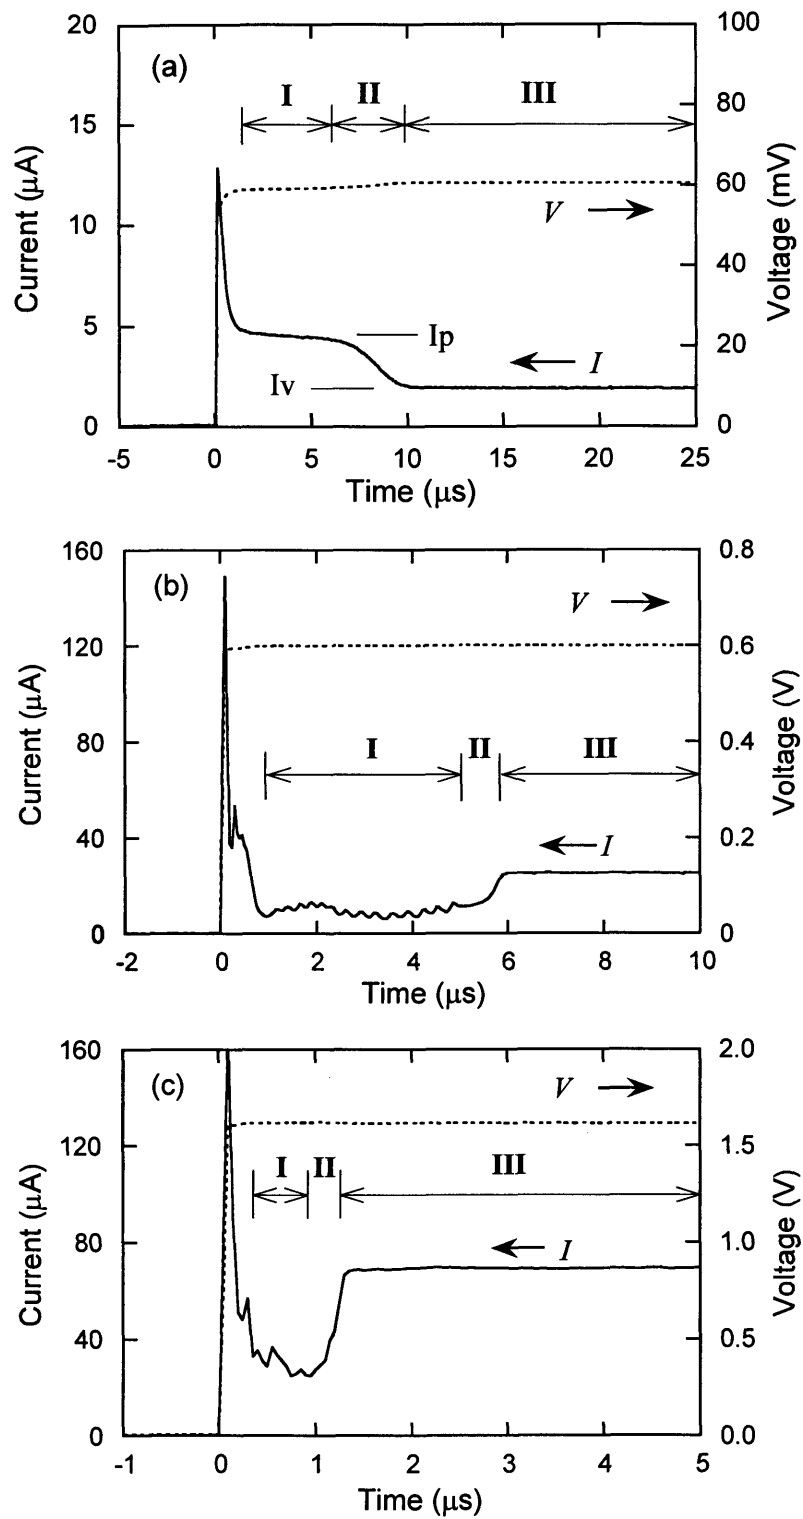 20
100
(a)
I
II
III
15
80
60
10
V
40
5
Ip
20
Iv
I
0
0
-5
0
5
10
15
20
25
Current (μA)
Voltage (mV)
Time (μs)
160
0.8
(b)
V
120
0.6
I
II
III
80
0.4
40
I
0.2
0
0
-2
0
2
4
6
8
10
Current (μA)
Voltage (V)
Time (μs)
160
2.0
(c)
V
120
1.5
I
II
III
80
I
1.0
40
0.5
0
0.0
-1
0
1
2
3
4
5
Current (μA)
Voltage (V)
Time (μs)